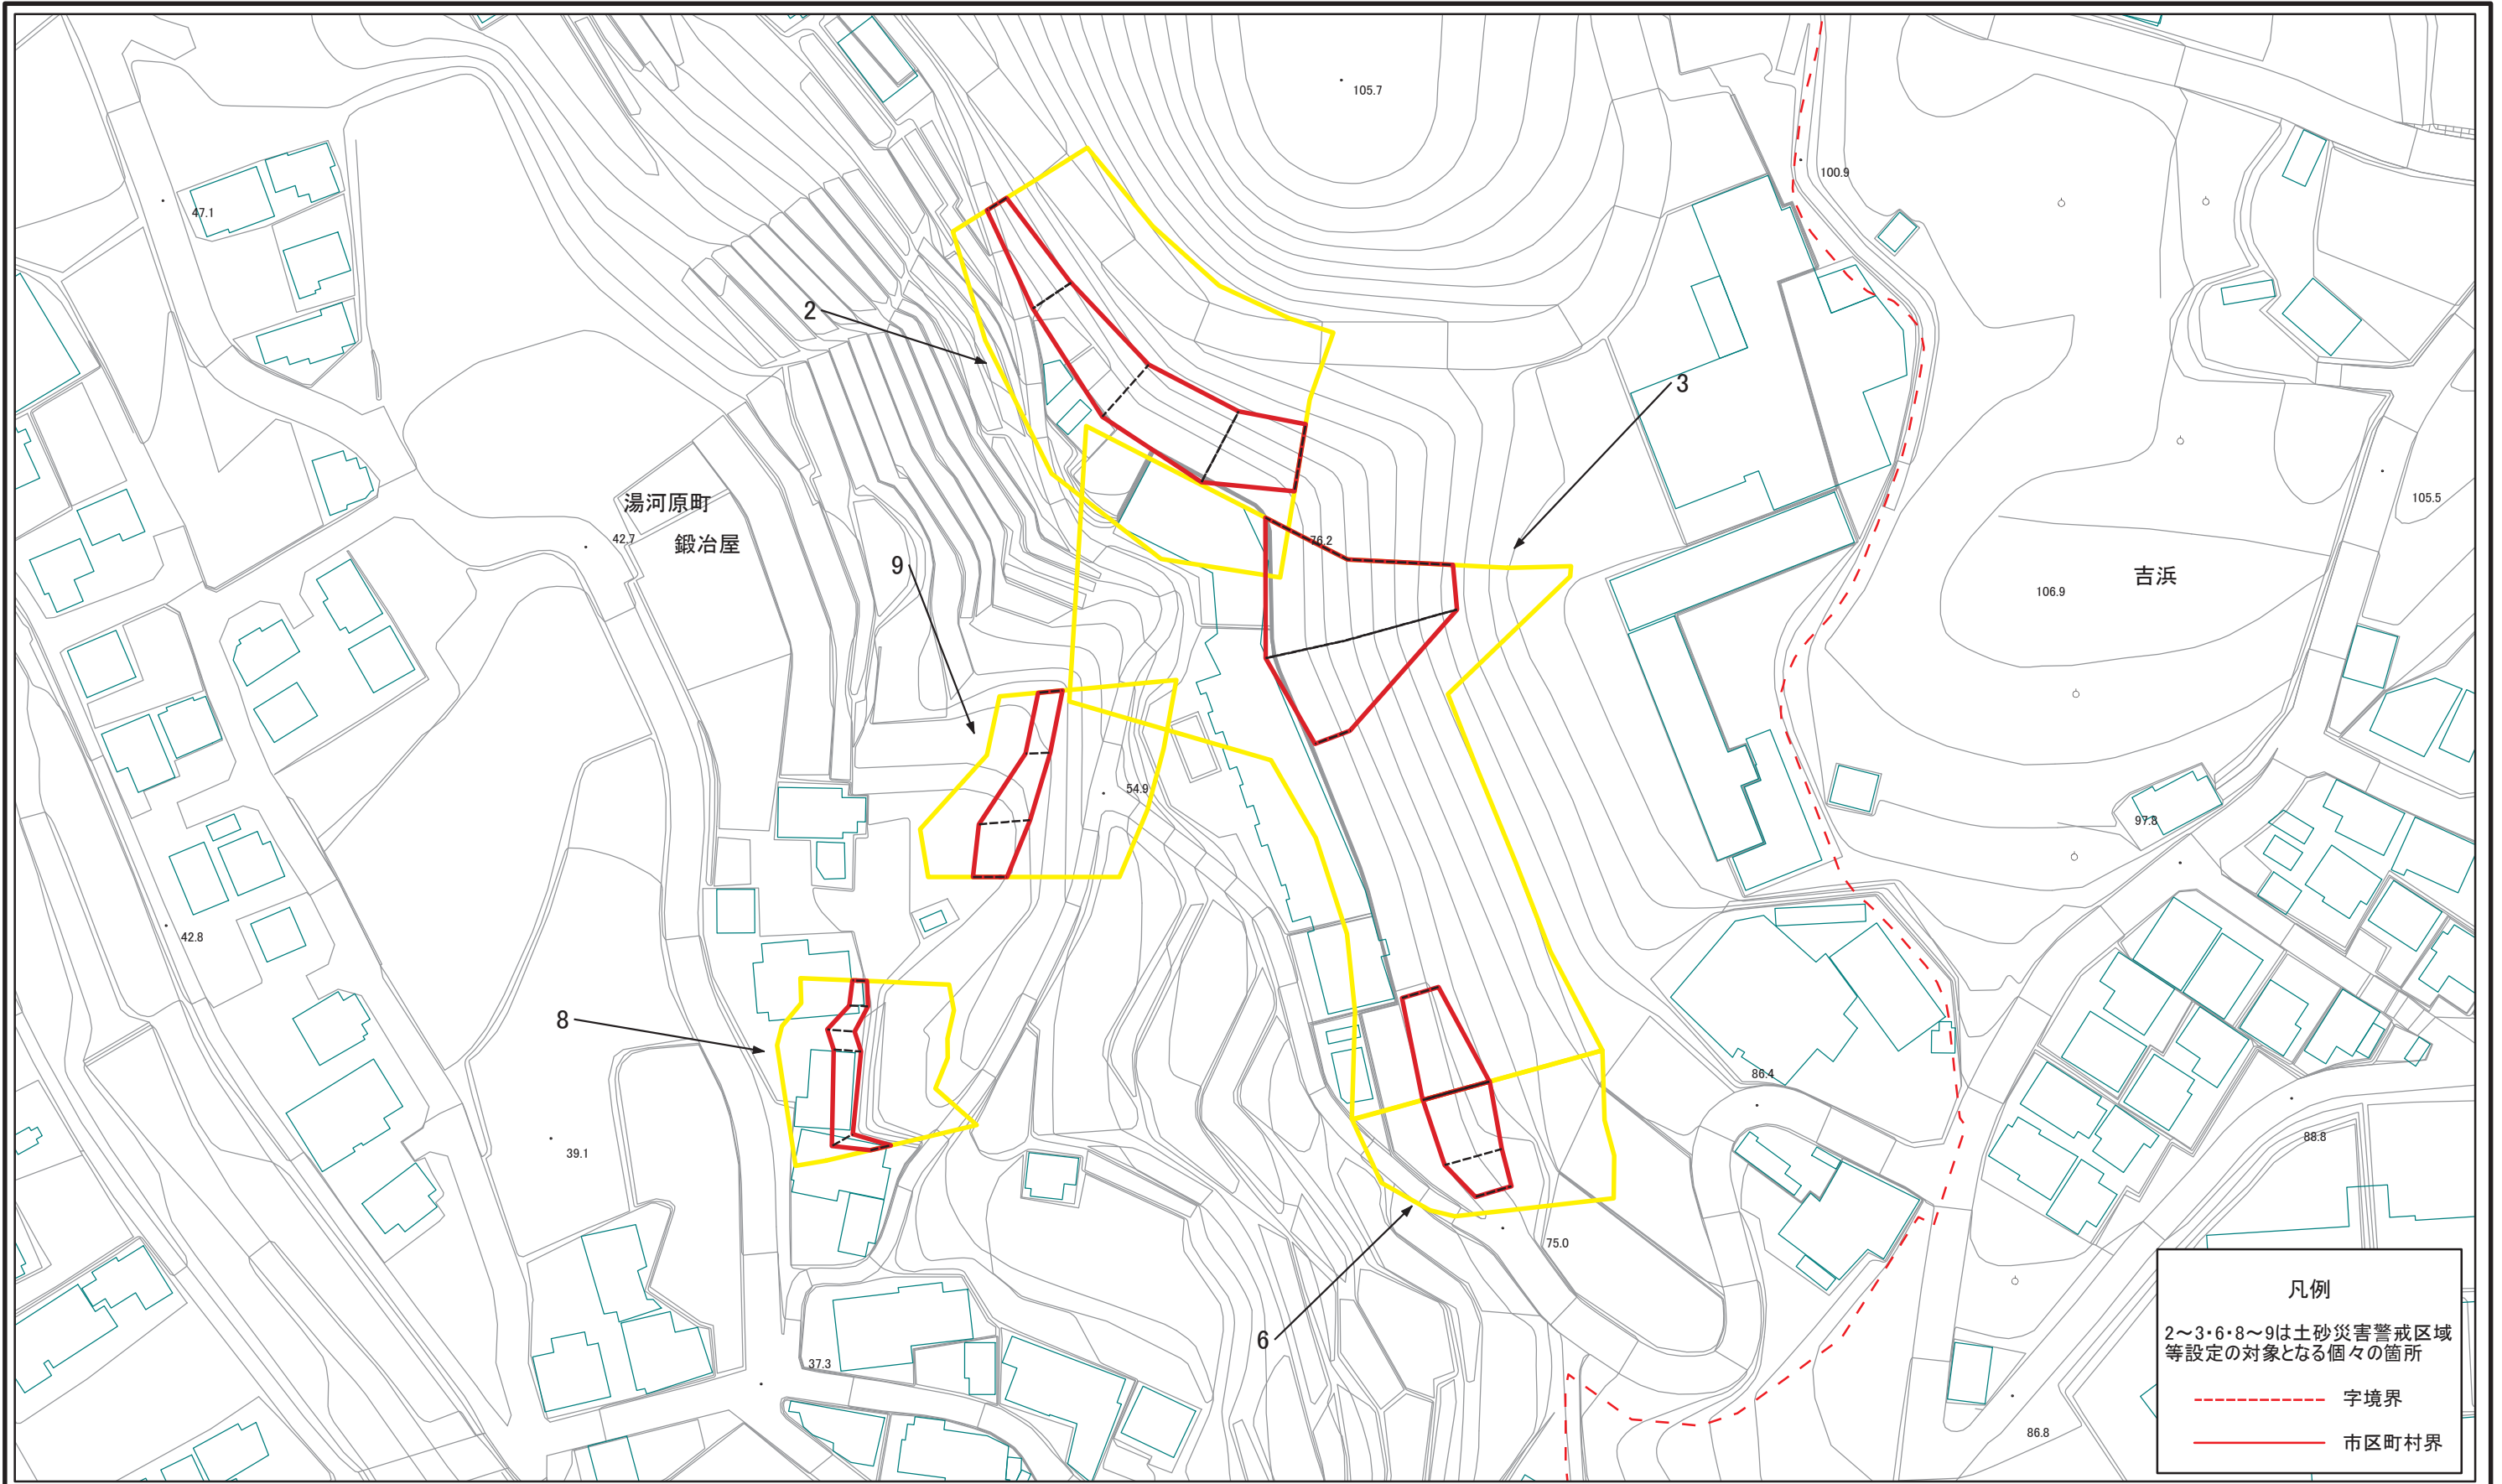 105.7
100.9
47.1
2
3
105.5
湯河原町
42.7
鍛冶屋
76.2
9
吉浜
106.9
54.9
97.8
42.8
8
86.4
39.1
88.8
75.0
6
37.3
86.8
凡例
2～3・6・8～9は土砂災害警戒区域
等設定の対象となる個々の箇所
字境界
市区町村界